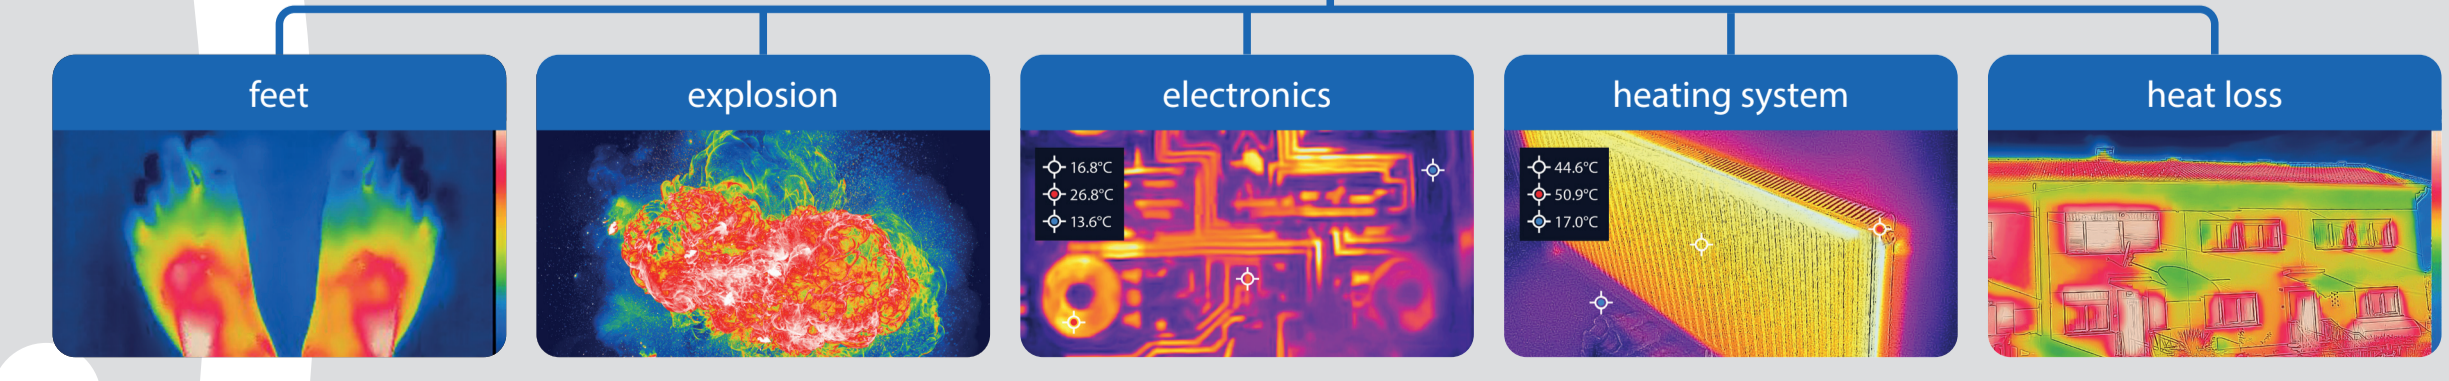 feet
explosion
electronics
heating system
heat loss
16.8°C
26.8°C
13.6°C
44.6°C
50.9°C
17.0°C